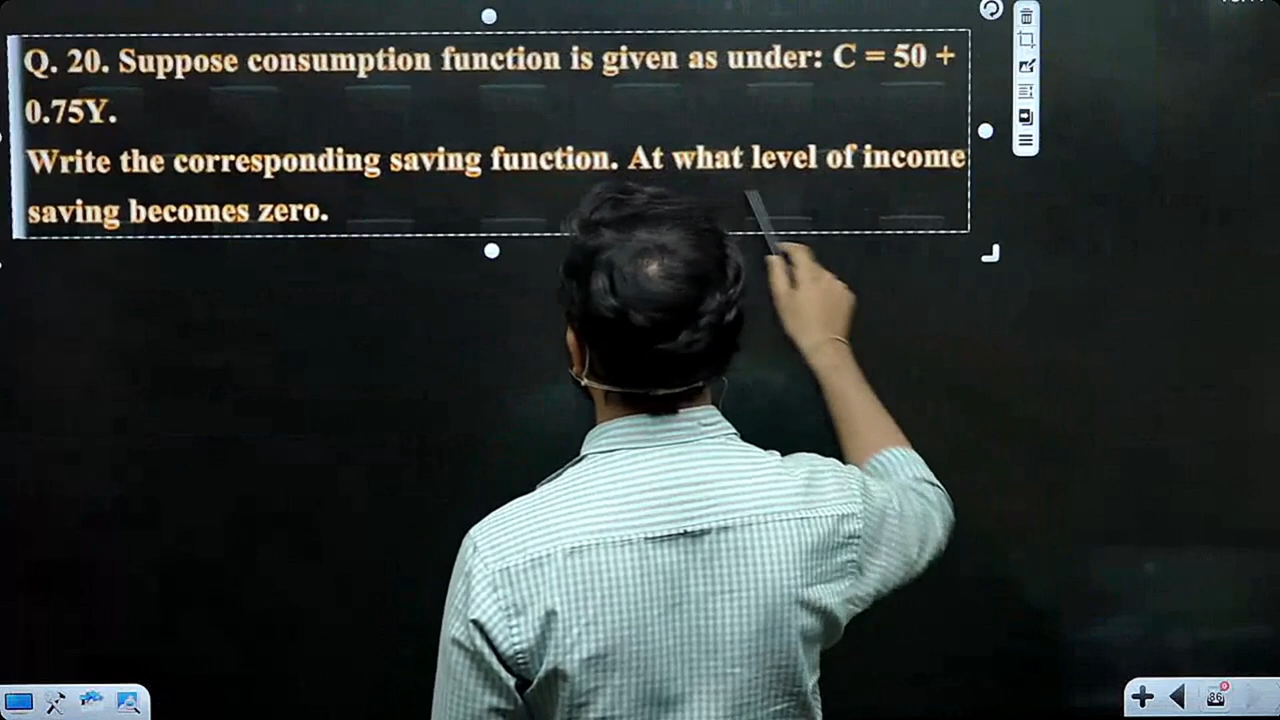 Q. 20. Suppose consumption function is given as under: C = 50 +
0.75Y.
Write the corresponding saving function. At what level of income
saving becomes zero.
86